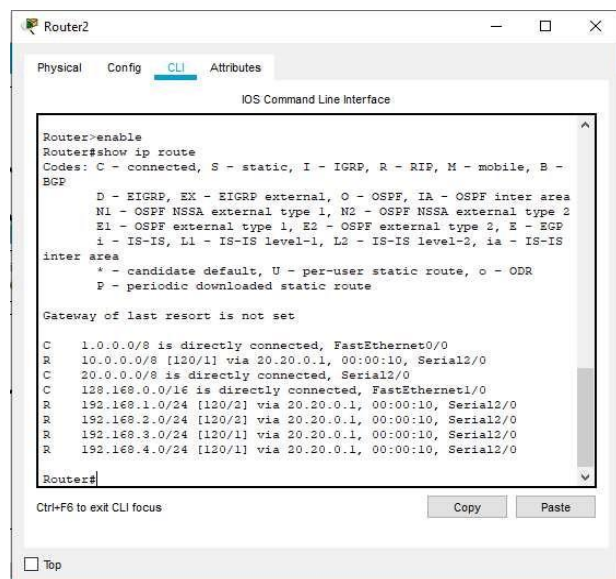 Router2
Physical Config CLI Attributes
IOS Command Line Interface
Router>enable
Router#show ip route
Codes: C - connected, S - static, I - IGRP, R - RIP, M - mobile, B -
BGP
D - EIGRP, EX - EIGRP external, O - OSPF, IA - OSPF inter area
N1 - OSPF NSSA external type 1, N2 - OSPF NSSA external type 2
E1 - OSPF external type 1, E2 - OSPF external type 2, E - EGP
i - IS-IS, L1 - IS-IS level-1, L2 - IS-IS level-2, ia - IS-IS
inter area
* - candidate default, U - per-user static route, o - ODR
P - periodic downloaded static route
Gateway of last resort is not set
C 1.0.0.0/8 is directly connected, FastEthernet0/0
R 10.0.0.0/8 [120/1] via 20.20.0.1, 00:00:10, Serial2/0
C 20.0.0.0/8 is directly connected, Serial2/0
C 128.168.0.0/16 is directly connected, FastEthernet1/0
R 192.168.1.0/24 [120/2] via 20.20.0.1, 00:00:10, Serial2/0
R 192.168.2.0/24 [120/2] via 20.20.0.1, 00:00:10, Serial2/0
R 192.168.3.0/24 [120/1] via 20.20.0.1, 00:00:10, Serial2/0
R 192.168.4.0/24 [120/1] via 20.20.0.1, 00:00:10, Serial2/0
Router#
Ctrl+F6 to exit CLI focus
Copy Paste
Top